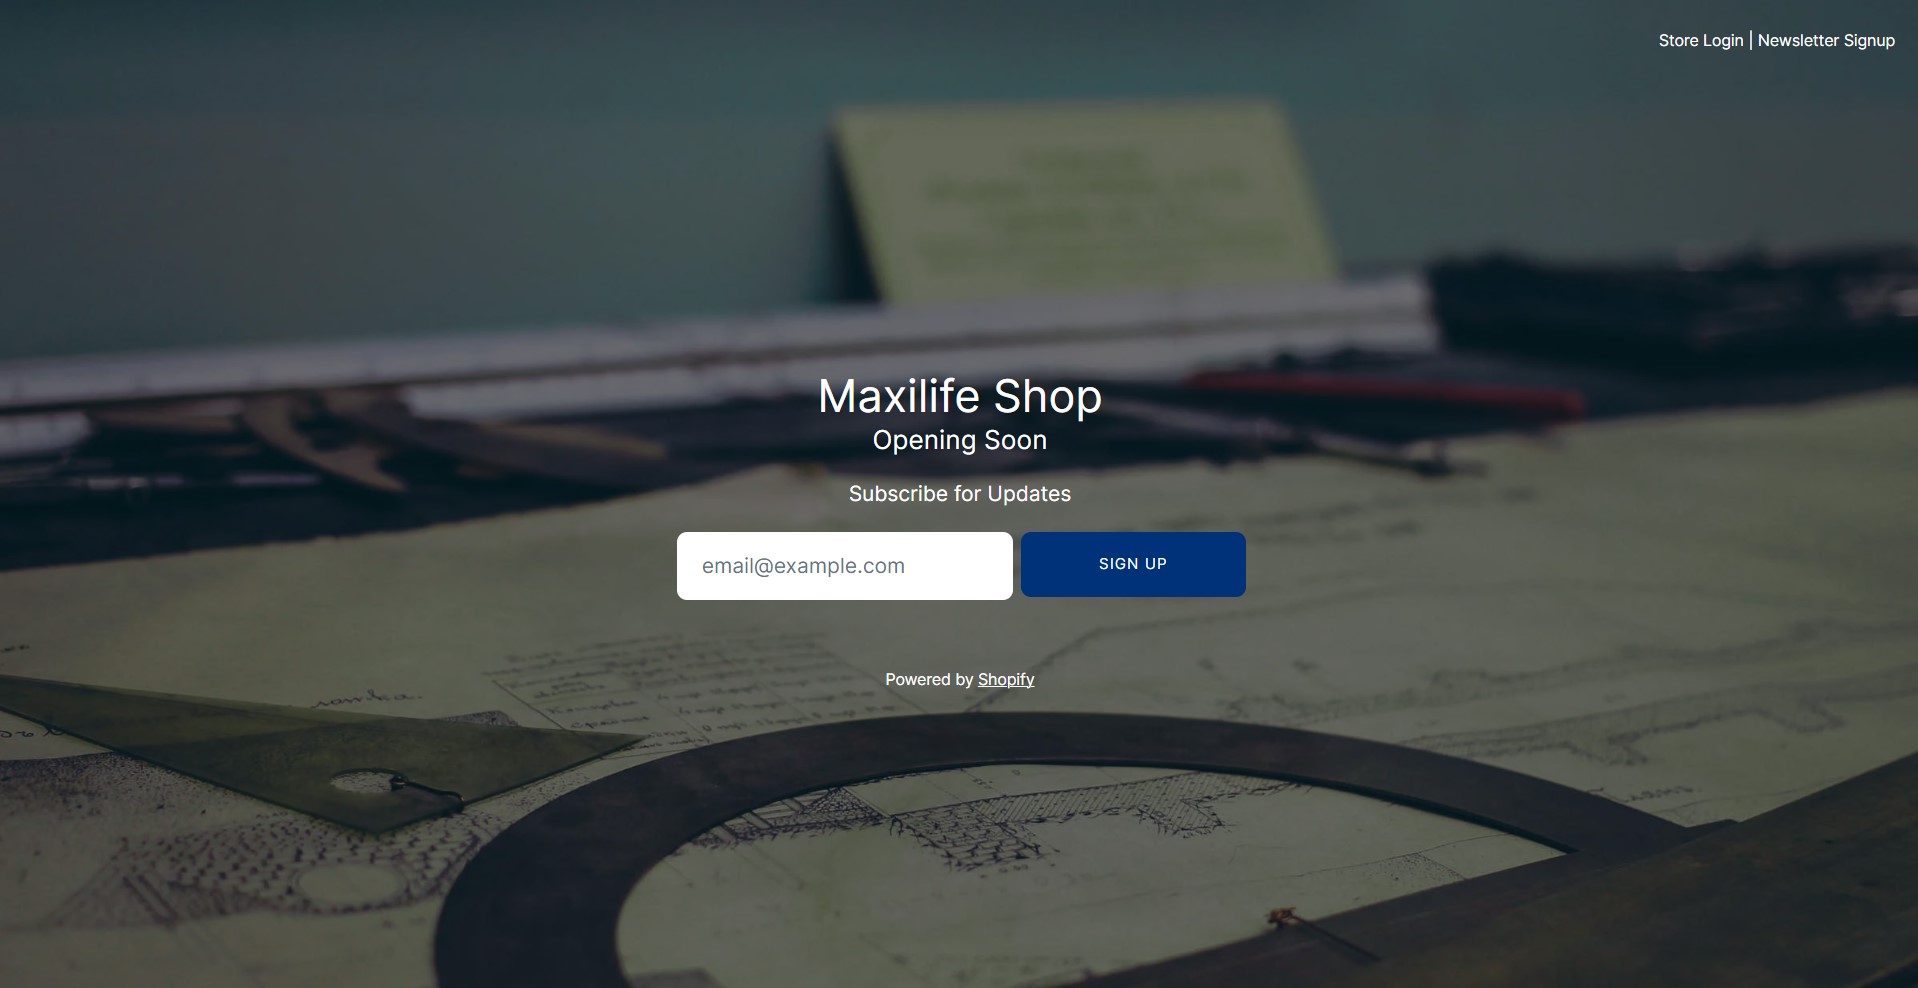 Store Login | Newsletter Signup
Maxilife Shop
Opening Soon
Subscribe for Updates
email@example.com
SIGN UP
Powered by Shopify